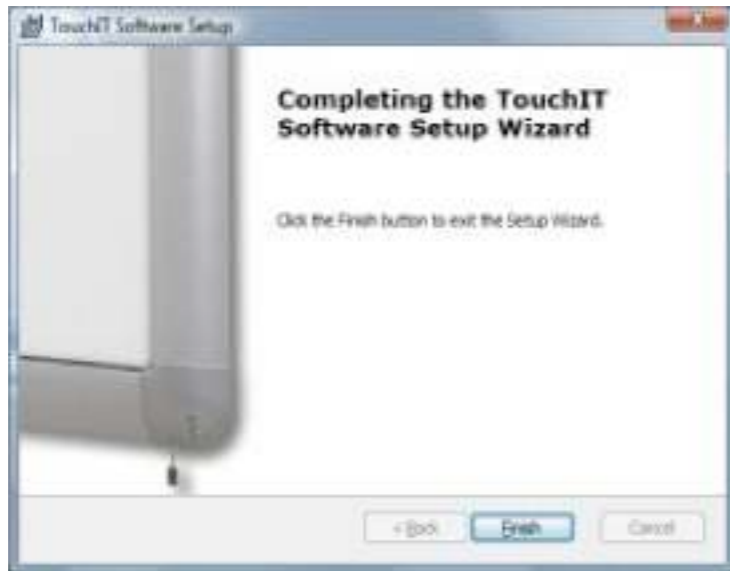 TouchIT Software Setup
Completing the TouchIT
Software Setup Wizard
Click the Finish button to exit the Setup Wizard.
< Back
Finish
Cancel